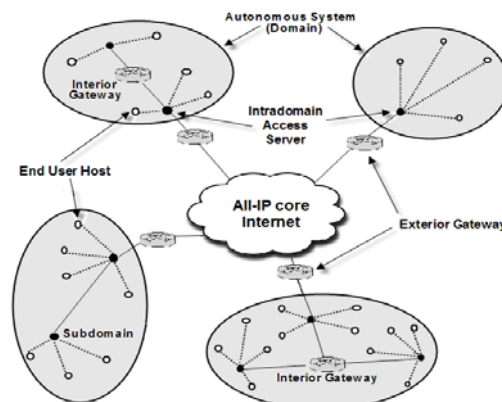 Autonomous System
(Domain)
Interior
Gateway
Intradomain
Access
Server
End User Host
All-IP core
Internet
Exterior Gateway
Subdomain
Interior Gateway